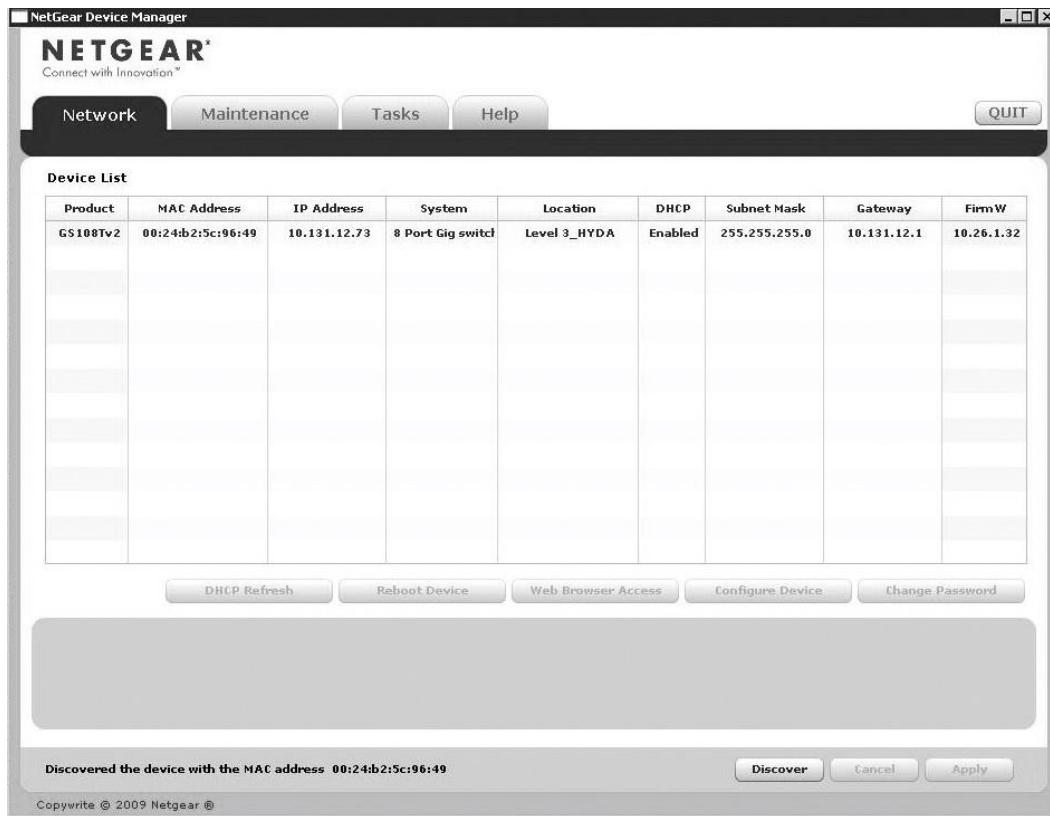 NetGear Device Manager
NETGEAR®
Connect with Innovation™
Network Maintenance Tasks Help QUIT
Device List
Product MAC Address IP Address System Location DHCP Subnet Mask Gateway FirmW
GS108Tv2 00:24:b2:5c:96:49 10.131.12.73 8 Port Gig switch Level 3_HYDA Enabled 255.255.255.0 10.131.12.1 10.26.1.32
DHCP Refresh Reboot Device Web Browser Access Configure Device Change Password
Discovered the device with the MAC address 00:24:b2:5c:96:49 Discover Cancel Apply
Copywrite © 2009 Netgear ®